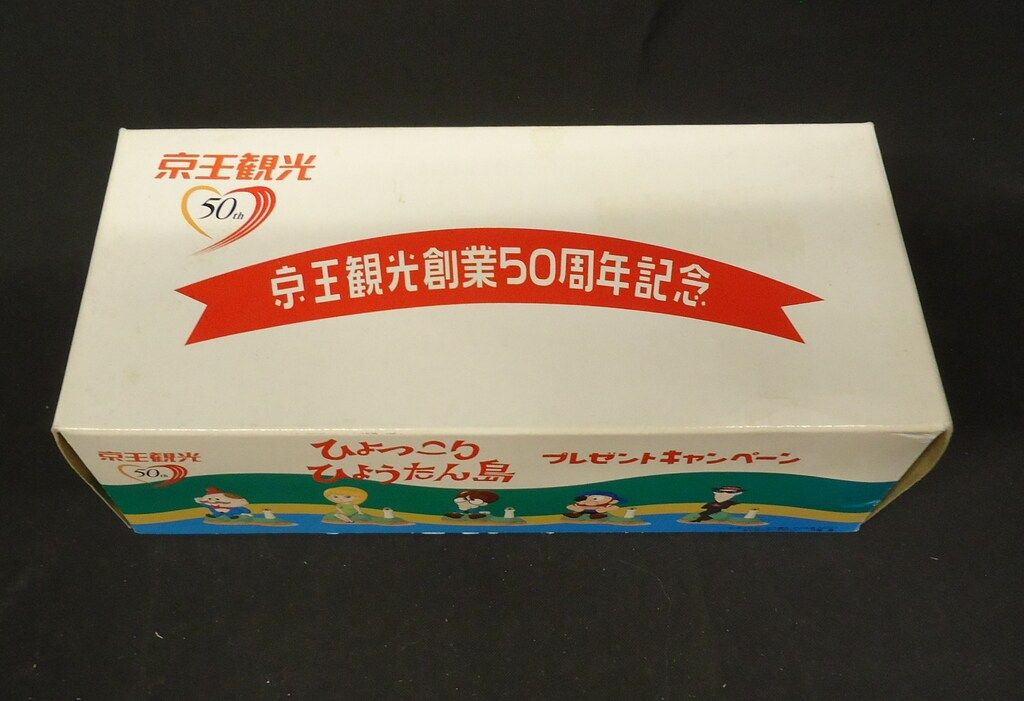 京王観光
50th
京王観光創業50周年記念
京王観光
50th
ひょっこり
ひょうたん島
プレゼントキャンペーン